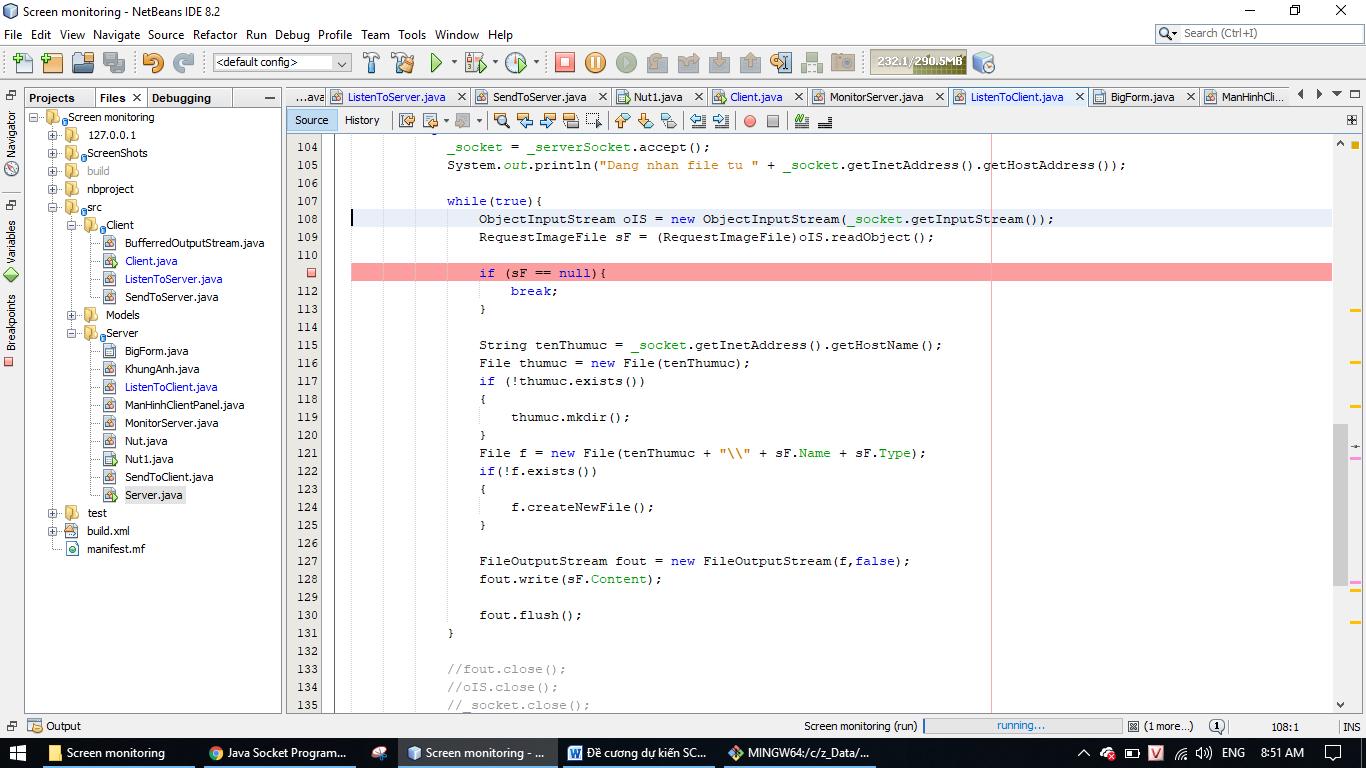 Screen monitoring - NetBeans IDE 8.2
File Edit View Navigate Source Refactor Run Debug Profile Team Tools Window Help
Search (Ctrl+I)
<default config>
232.1/290.5MB
Projects Files Debugging
...ava ListenToServer.java SendToServer.java Nut1.java Client.java MonitorServer.java ListenToClient.java BigForm.java ManHinhCli...
Source History
Navigator
Variables
Breakpoints
Screen monitoring
127.0.0.1
ScreenShots
build
nbproject
src
Client
BufferredOutputStream.java
Client.java
ListenToServer.java
SendToServer.java
Models
Server
BigForm.java
KhungAnh.java
ListenToClient.java
ManHinhClientPanel.java
MonitorServer.java
Nut.java
Nut1.java
SendToClient.java
Server.java
test
build.xml
manifest.mf
104 _socket = _serverSocket.accept();
105 System.out.println("Dang nhan file tu " + _socket.getInetAddress().getHostAddress());
106
107 while(true){
108 ObjectInputStream oIS = new ObjectInputStream(_socket.getInputStream());
109 RequestImageFile sF = (RequestImageFile)oIS.readObject();
110
if (sF == null){
112 break;
113 }
114
115 String tenThumuc = _socket.getInetAddress().getHostName();
116 File thumuc = new File(tenThumuc);
117 if (!thumuc.exists())
118 {
119 thumuc.mkdir();
120 }
121 File f = new File(tenThumuc + "\\" + sF.Name + sF.Type);
122 if(!f.exists())
123 {
124 f.createNewFile();
125 }
126
127 FileOutputStream fout = new FileOutputStream(f,false);
128 fout.write(sF.Content);
129
130 fout.flush();
131 }
132
133 //fout.close();
134 //oIS.close();
135 //_socket.close();
Output
Screen monitoring (run) running... (1 more...) 1 108:1 INS
Screen monitoring
Java Socket Program...
Screen monitoring - ...
Đề cương dự kiến SC...
MINGW64:/c/z_Data/...
V ENG 8:51 AM